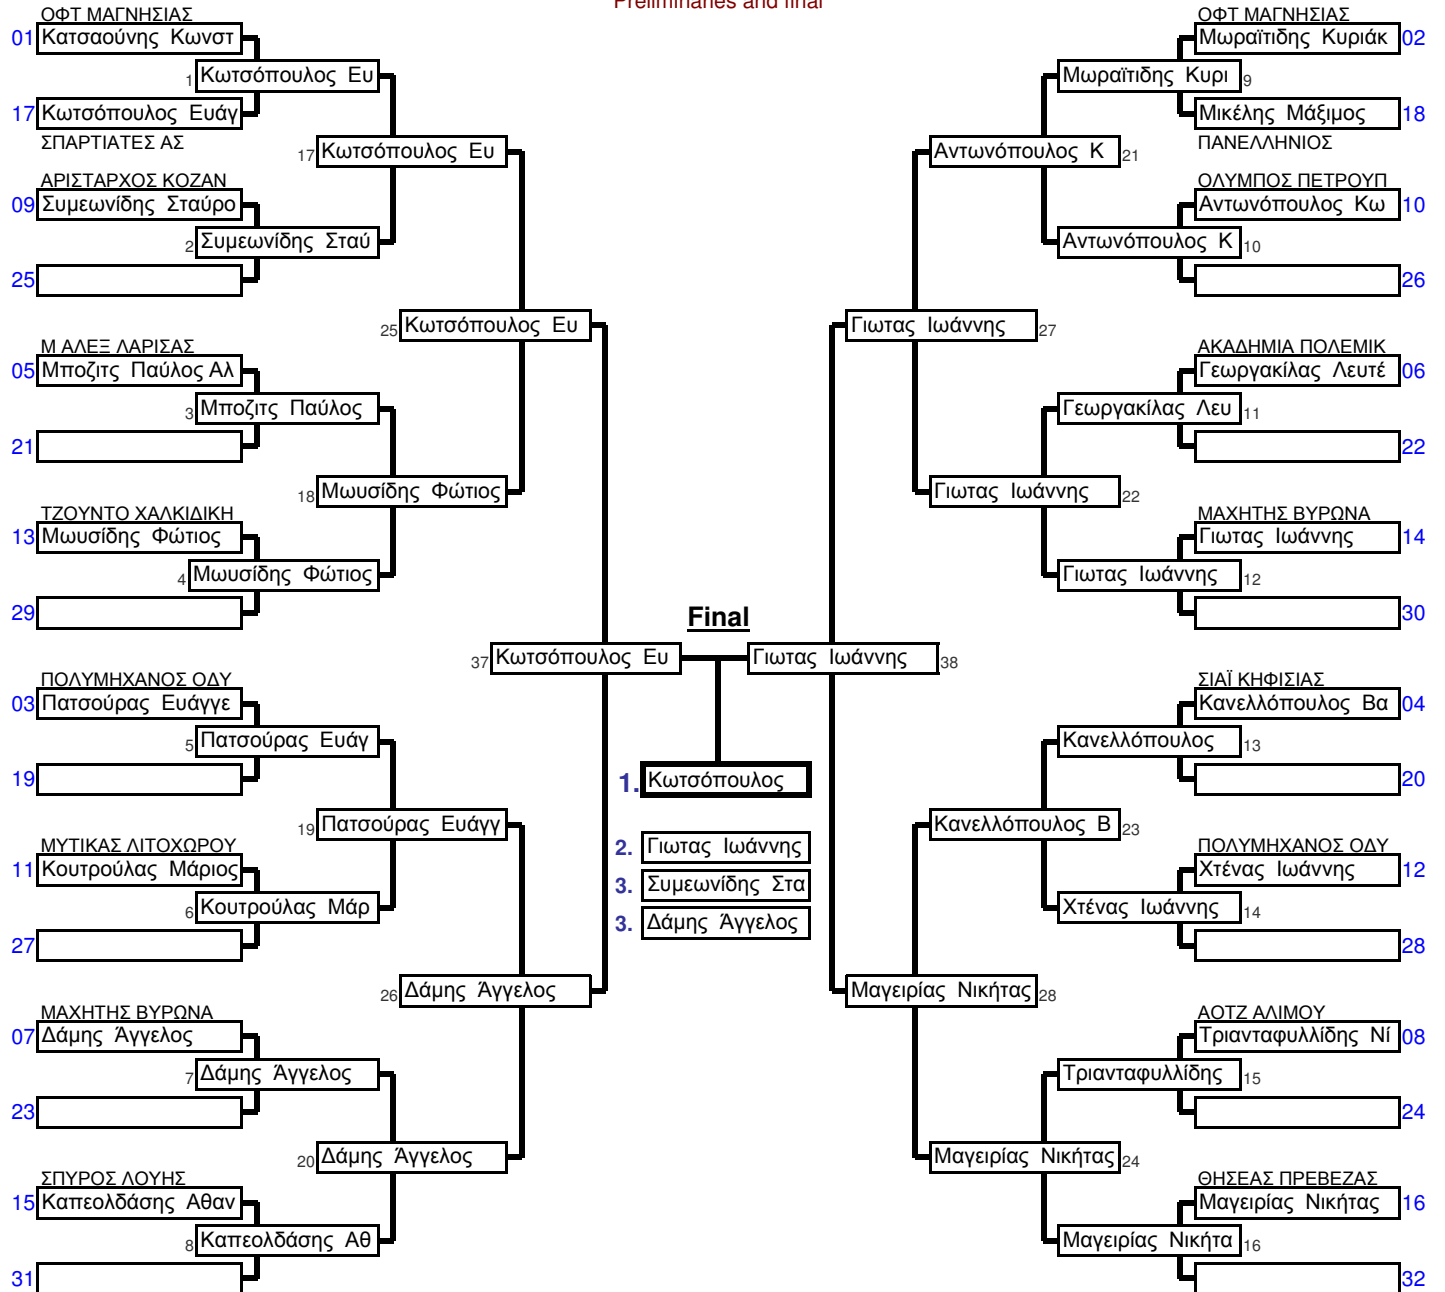 Preliminaries and final
ΟΦΤ ΜΑΓΝΗΣΙΑΣ
01 Κατσαούνης Κωνστ
1 Κωτσόπουλος Ευ
17 Κωτσόπουλος Ευάγ
ΣΠΑΡΤΙΑΤΕΣ ΑΣ
17 Κωτσόπουλος Ευ
ΑΡΙΣΤΑΡΧΟΣ ΚΟΖΑΝ
09 Συμεωνίδης Σταύρο
2 Συμεωνίδης Σταύ
25
25 Κωτσόπουλος Ευ
Μ ΑΛΕΞ ΛΑΡΙΣΑΣ
05 Μποζιτς Παύλος Αλ
3 Μποζιτς Παύλος
21
18 Μωυσίδης Φώτιος
ΤΖΟΥΝΤΟ ΧΑΛΚΙΔΙΚΗ
13 Μωυσίδης Φώτιος
4 Μωυσίδης Φώτιος
29
37 Κωτσόπουλος Ευ
ΠΟΛΥΜΗΧΑΝΟΣ ΟΔΥ
03 Πατσούρας Ευάγγε
5 Πατσούρας Ευάγ
19
19 Πατσούρας Ευάγγ
ΜΥΤΙΚΑΣ ΛΙΤΟΧΩΡΟΥ
11 Κουτρούλας Μάριος
6 Κουτρούλας Μάρ
27
26 Δάμης Άγγελος
ΜΑΧΗΤΗΣ ΒΥΡΩΝΑ
07 Δάμης Άγγελος
7 Δάμης Άγγελος
23
20 Δάμης Άγγελος
ΣΠΥΡΟΣ ΛΟΥΗΣ
15 Καπεολδάσης Αθαν
8 Καπεολδάσης Αθ
31
Final
1. Κωτσόπουλος
2. Γιωτας Ιωάννης
3. Συμεωνίδης Στα
3. Δάμης Άγγελος
ΟΦΤ ΜΑΓΝΗΣΙΑΣ
Μωραϊτιδης Κυριάκ 02
Μωραϊτιδης Κυρι 9
Μικέλης Μάξιμος 18
ΠΑΝΕΛΛΗΝΙΟΣ
Αντωνόπουλος Κ 21
ΟΛΥΜΠΟΣ ΠΕΤΡΟΥΠ
Αντωνόπουλος Κω 10
Αντωνόπουλος Κ 10
26
Γιωτας Ιωάννης 27
ΑΚΑΔΗΜΙΑ ΠΟΛΕΜΙΚ
Γεωργακίλας Λευτέ 06
Γεωργακίλας Λευ 11
22
Γιωτας Ιωάννης 22
ΜΑΧΗΤΗΣ ΒΥΡΩΝΑ
Γιωτας Ιωάννης 14
Γιωτας Ιωάννης 12
30
Γιωτας Ιωάννης 38
ΣΙΑΪ ΚΗΦΙΣΙΑΣ
Κανελλόπουλος Βα 04
Κανελλόπουλος 13
20
Κανελλόπουλος Β 23
ΠΟΛΥΜΗΧΑΝΟΣ ΟΔΥ
Χτένας Ιωάννης 12
Χτένας Ιωάννης 14
28
Μαγειρίας Νικήτας 28
ΑΟΤΖ ΑΛΙΜΟΥ
Τριανταφυλλίδης Νί 08
Τριανταφυλλίδης 15
24
Μαγειρίας Νικήτας 24
ΘΗΣΕΑΣ ΠΡΕΒΕΖΑΣ
Μαγειρίας Νικήτας 16
Μαγειρίας Νικήτα 16
32